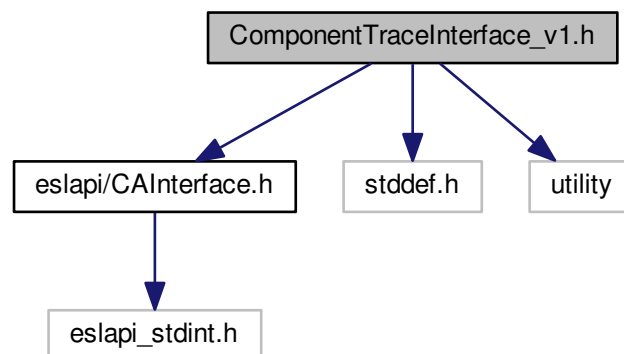 ComponentTraceInterface_v1.h
eslapi/CAInterface.h
stddef.h
utility
eslapi_stdint.h